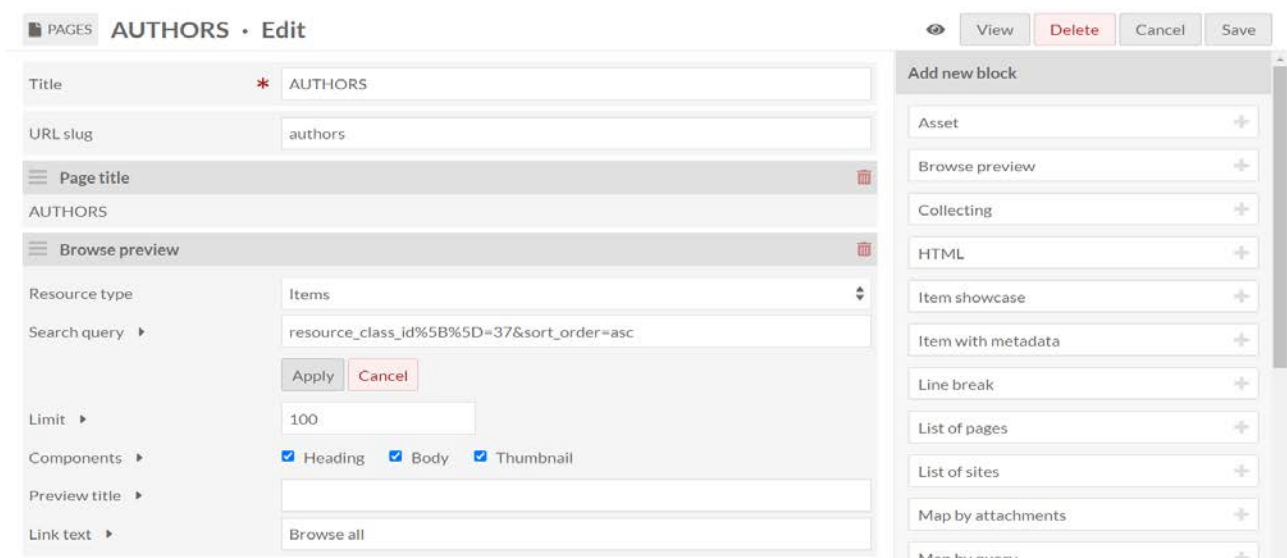 PAGES AUTHORS · Edit
View Delete Cancel Save
Title * AUTHORS
URL slug authors
Page title
AUTHORS
Browse preview
Resource type Items
Search query resource_class_id%5B%5D=37&sort_order=asc
Apply Cancel
Limit 100
Components Heading Body Thumbnail
Preview title
Link text Browse all
Add new block
Asset
Browse preview
Collecting
HTML
Item showcase
Item with metadata
Line break
List of pages
List of sites
Map by attachments
Map by query